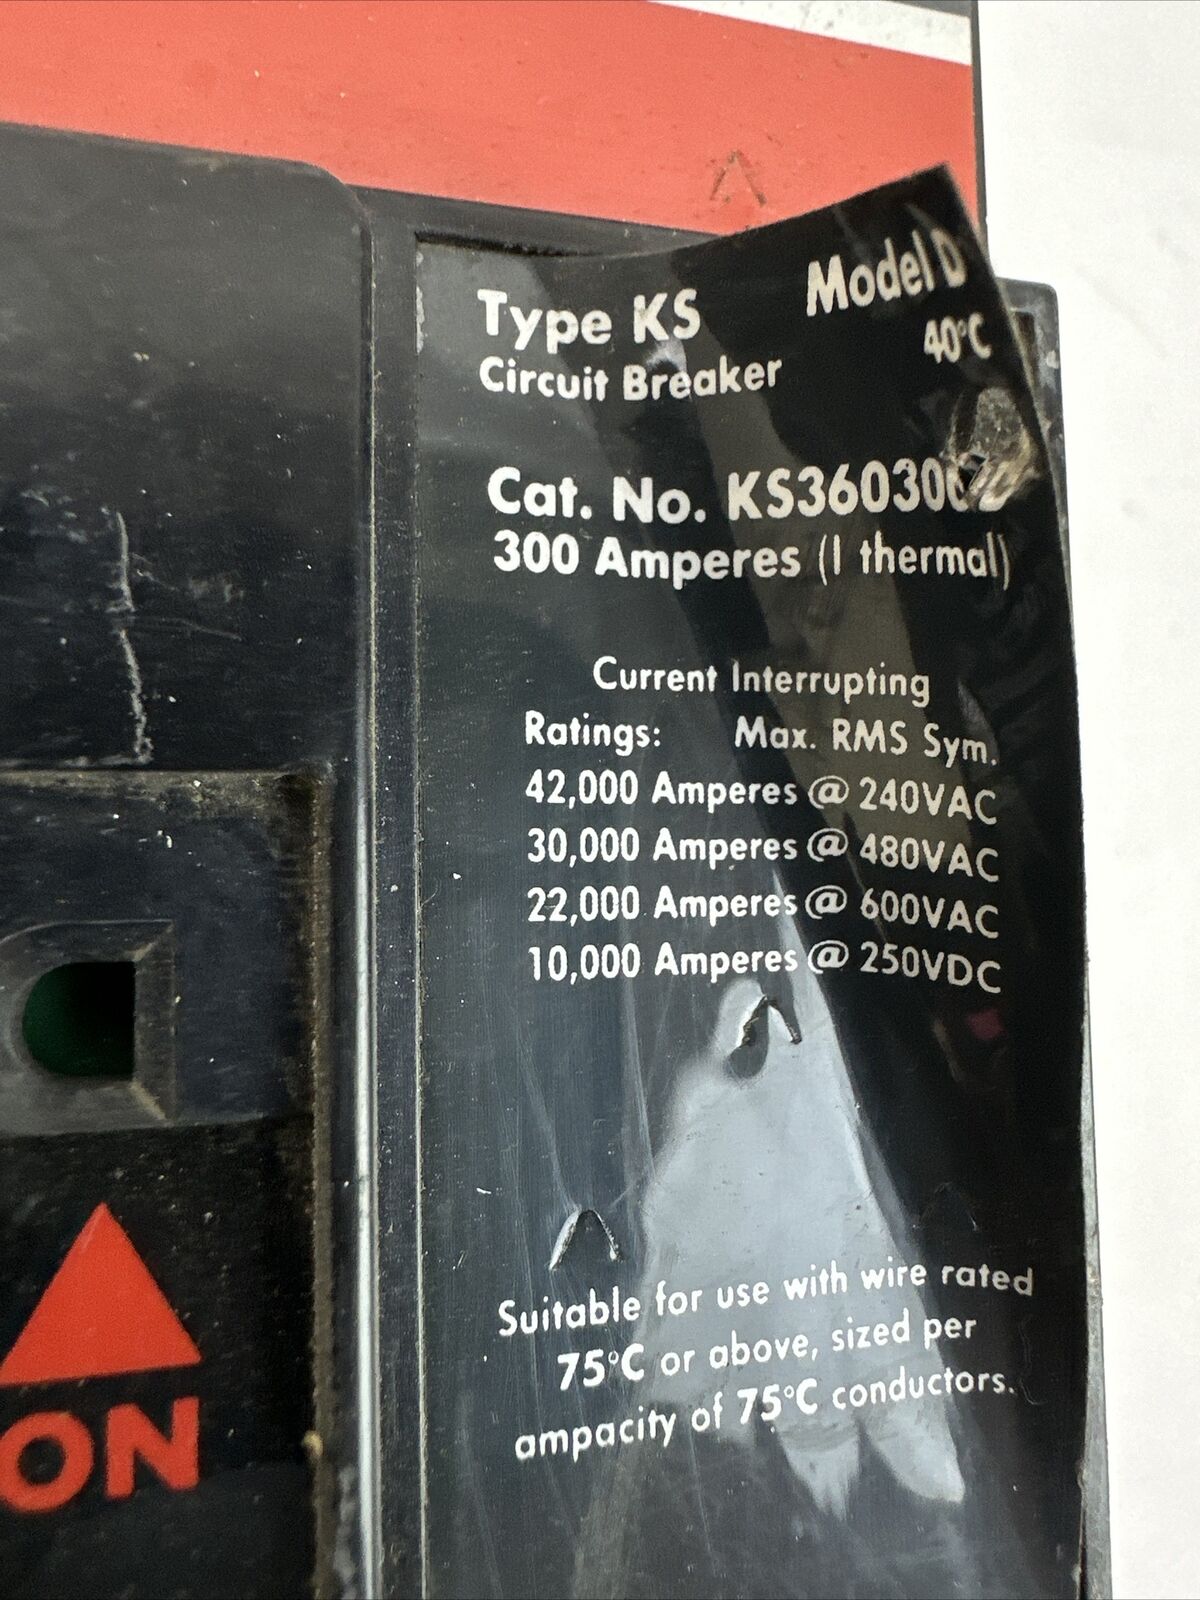 Type KS Model D
40°C
Circuit Breaker
Cat. No.
300 Amperes (I thermal)
Current Interrupting
Ratings: Max. RMS Sym.
42,000 Amperes @ 240VAC
30,000 Amperes @ 480VAC
22,000 Amperes @ 600VAC
10,000 Amperes @ 250VDC
Suitable for use with wire rated
75°C or above, sized per
ampacity of 75°C conductors.
ON